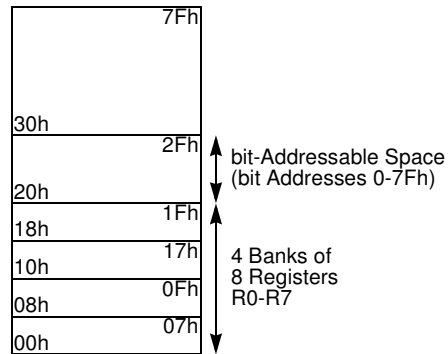 7Fh
30h
2Fh
bit-Addressable Space
(bit Addresses 0-7Fh)
20h
1Fh
18h
17h
10h
4 Banks of
8 Registers
R0-R7
0Fh
08h
07h
00h